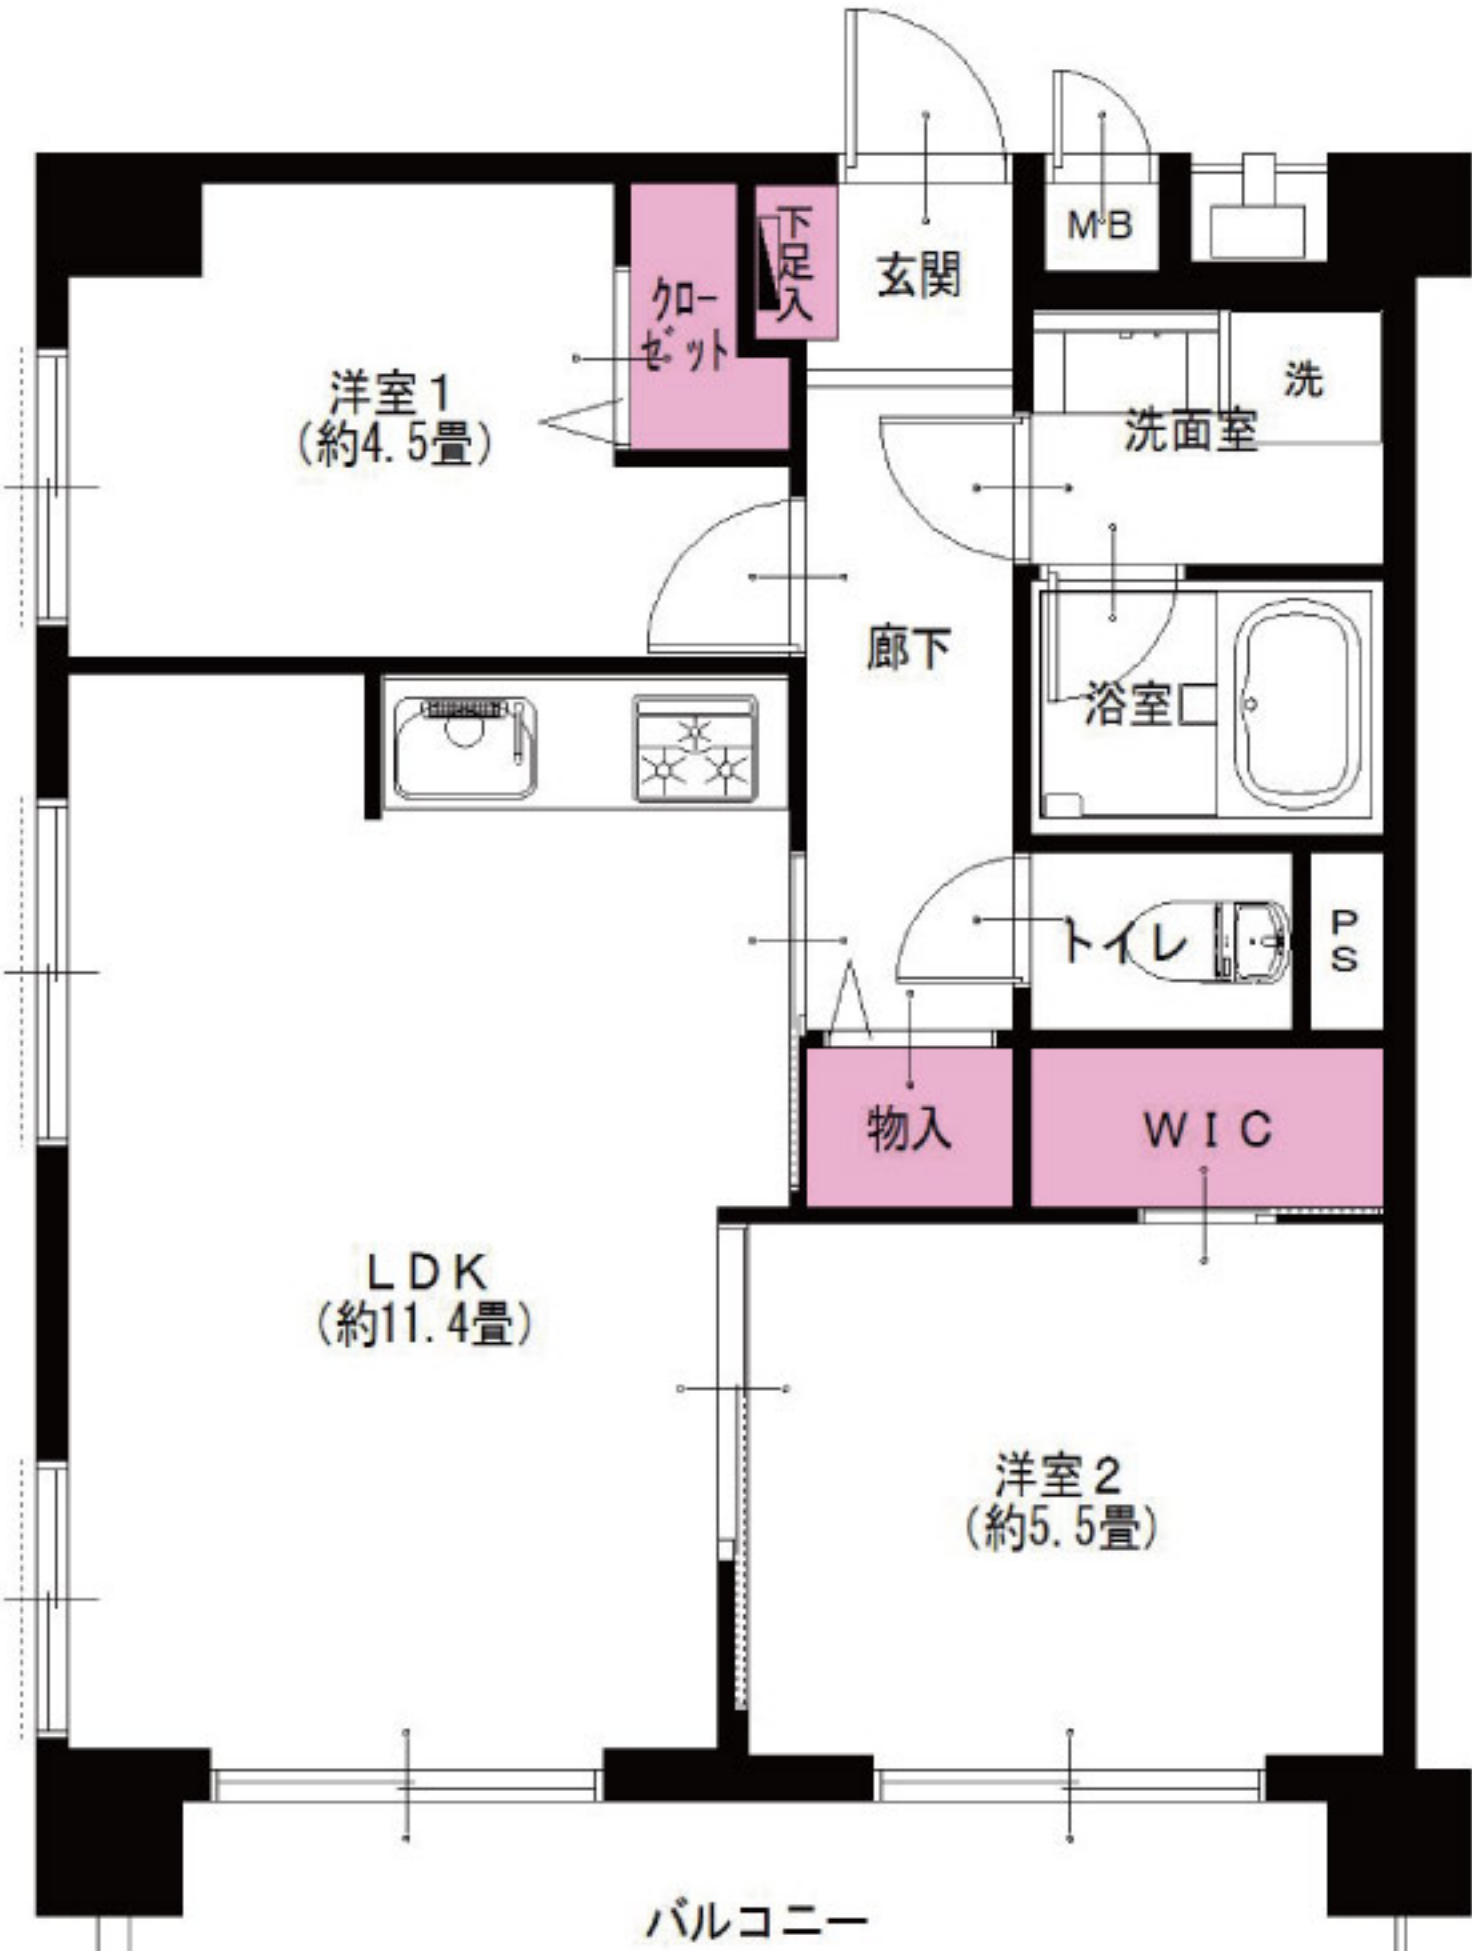 MB
下足入
玄関
クローゼット
洗
洗面室
洋室1
(約4.5畳)
廊下
浴室
トイレ
PS
物入
WIC
LDK
(約11.4畳)
洋室2
(約5.5畳)
バルコニー